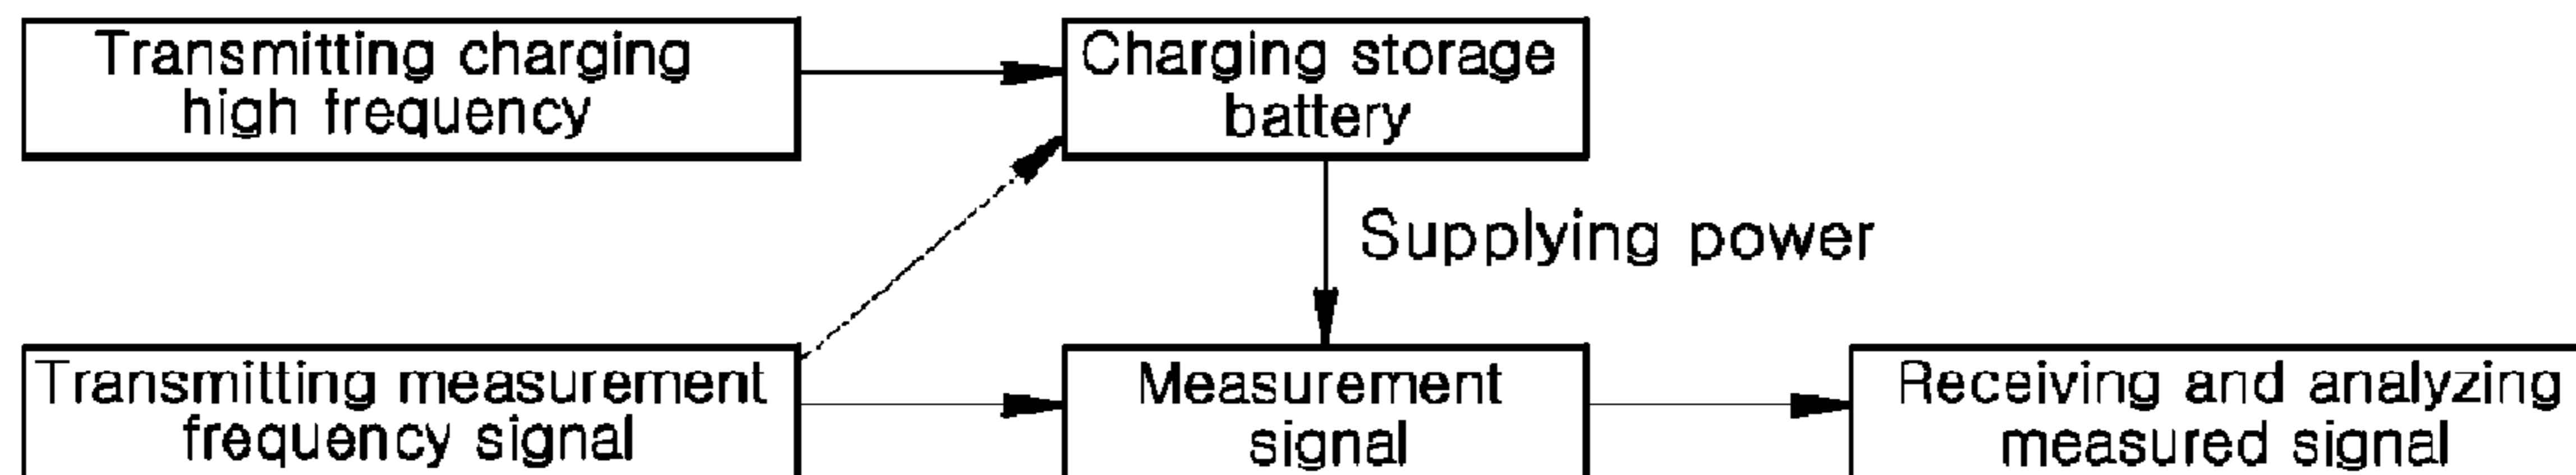 Transmitting charging
high frequency
Charging storage
battery
Supplying power
Transmitting measurement
frequency signal
Measurement
signal
Receiving and analyzing
measured signal